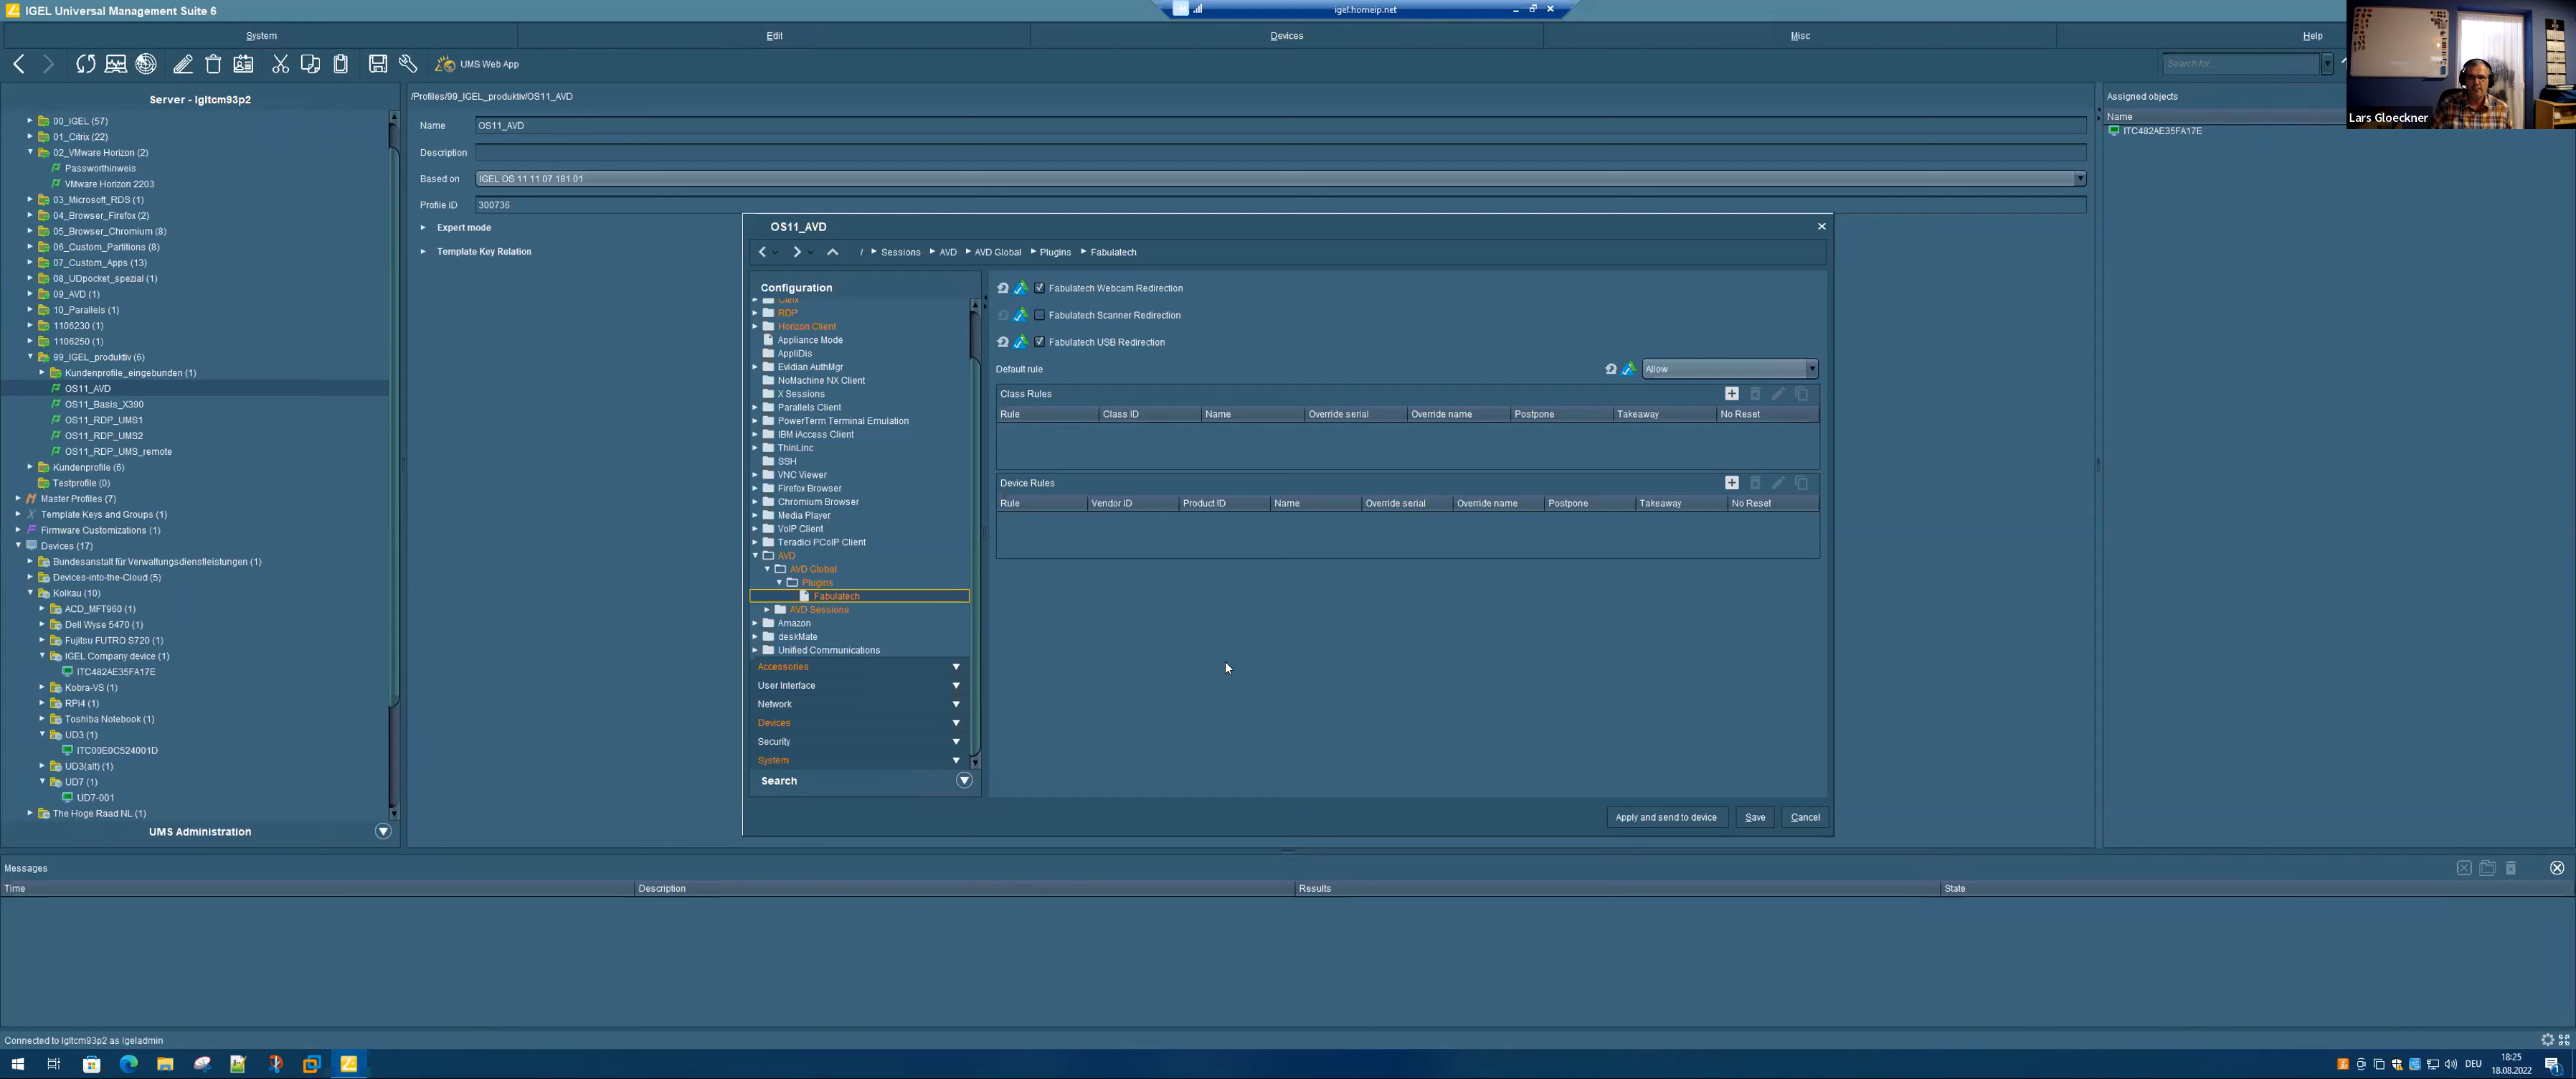 IGEL Universal Management Suite 6
igel.homeip.net
System
Edit
Devices
Misc
Help
UMS Web App
Search for...
Server - igltcm93p2
00_IGEL (57)
01_Citrix (22)
02_VMware Horizon (2)
Passworthinweis
VMware Horizon 2203
03_Microsoft_RDS (1)
04_Browser_Firefox (2)
05_Browser_Chromium (8)
06_Custom_Partitions (8)
07_Custom_Apps (13)
08_UDpocket_spezial (1)
09_AVD (1)
10_Parallels (1)
1106230 (1)
1106250 (1)
99_IGEL_produktiv (6)
Kundenprofile_eingebunden (1)
OS11_AVD
OS11_Basis_X390
OS11_RDP_UMS1
OS11_RDP_UMS2
OS11_RDP_UMS_remote
Kundenprofile (6)
Testprofile (0)
Master Profiles (7)
Template Keys and Groups (1)
Firmware Customizations (1)
Devices (17)
Bundesanstalt für Verwaltungsdienstleistungen (1)
Devices-into-the-Cloud (5)
Kolkau (10)
ACD_MFT960 (1)
Dell Wyse 5470 (1)
Fujitsu FUTRO S720 (1)
IGEL Company device (1)
ITC482AE35FA17E
Kobra-VS (1)
RPi4 (1)
Toshiba Notebook (1)
UD3 (1)
ITC00E0C524001D
UD3(alt) (1)
UD7 (1)
UD7-001
The Hoge Raad NL (1)
UMS Administration
/Profiles/99_IGEL_produktiv/OS11_AVD
Name OS11_AVD
Description
Based on IGEL OS 11 11.07.181.01
Profile ID 300736
Expert mode
Template Key Relation
OS11_AVD
/ Sessions AVD AVD Global Plugins Fabulatech
Configuration
Citrix
RDP
Horizon Client
Appliance Mode
AppliDis
Evidian AuthMgr
NoMachine NX Client
X Sessions
Parallels Client
PowerTerm Terminal Emulation
IBM iAccess Client
ThinLinc
SSH
VNC Viewer
Firefox Browser
Chromium Browser
Media Player
VoIP Client
Teradici PCoIP Client
AVD
AVD Global
Plugins
Fabulatech
AVD Sessions
Amazon
deskMate
Unified Communications
Accessories
User Interface
Network
Devices
Security
System
Search
Fabulatech Webcam Redirection
Fabulatech Scanner Redirection
Fabulatech USB Redirection
Default rule Allow
Class Rules
Rule Class ID Name Override serial Override name Postpone Takeaway No Reset
Device Rules
Rule Vendor ID Product ID Name Override serial Override name Postpone Takeaway No Reset
Apply and send to device Save Cancel
Assigned objects
Name
ITC482AE35FA17E
Lars Gloeckner
Messages
Time Description Results State
Connected to igltcm93p2 as igeladmin
DEU
18:25
18.08.2022